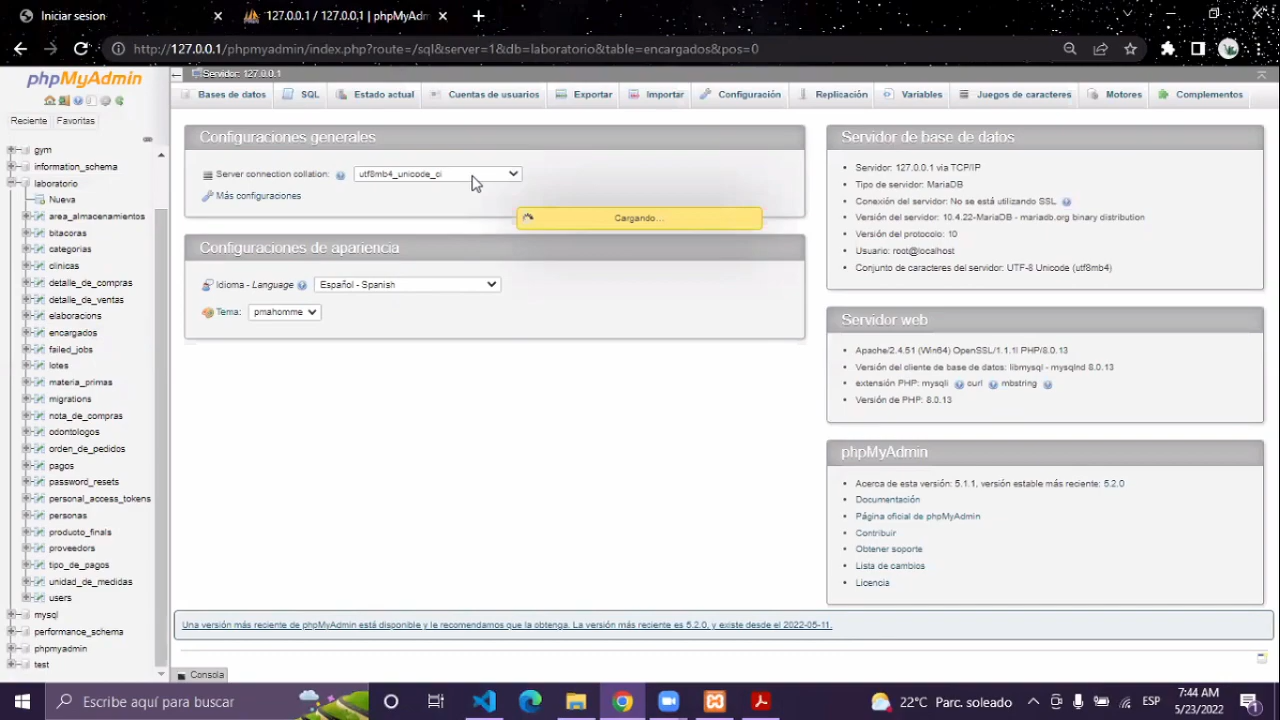 Iniciar sesion
127.0.0.1 / 127.0.0.1 | phpMyAdm
http://127.0.0.1/phpmyadmin/index.php?route=/sql&server=1&db=laboratorio&table=encargados&pos=0
phpMyAdmin
Reciente Favoritas
gym
information_schema
laboratorio
Nueva
area_almacenamientos
bitacoras
categorias
clinicas
detalle_de_compras
detalle_de_ventas
elaboracions
encargados
failed_jobs
lotes
materia_primas
migrations
nota_de_compras
odontologos
orden_de_pedidos
pagos
password_resets
personal_access_tokens
personas
producto_finals
proveedors
tipo_de_pagos
unidad_de_medidas
users
mysql
performance_schema
phpmyadmin
test
Servidor: 127.0.0.1
Bases de datos SQL Estado actual Cuentas de usuarios Exportar Importar Configuración Replicación Variables Juegos de caracteres Motores Complementos
Configuraciones generales
Server connection collation: utf8mb4_unicode_ci
Más configuraciones
Cargando...
Configuraciones de apariencia
Idioma - Language Español - Spanish
Tema: pmahomme
Servidor de base de datos
Servidor: 127.0.0.1 via TCP/IP
Tipo de servidor: MariaDB
Conexión del servidor: No se está utilizando SSL
Versión del servidor: 10.4.22-MariaDB - mariadb.org binary distribution
Versión del protocolo: 10
Usuario: root@localhost
Conjunto de caracteres del servidor: UTF-8 Unicode (utf8mb4)
Servidor web
Apache/2.4.51 (Win64) OpenSSL/1.1.1l PHP/8.0.13
Versión del cliente de base de datos: libmysql - mysqlnd 8.0.13
extensión PHP: mysqli curl mbstring
Versión de PHP: 8.0.13
phpMyAdmin
Acerca de esta versión: 5.1.1, versión estable más reciente: 5.2.0
Documentación
Página oficial de phpMyAdmin
Contribuir
Obtener soporte
Lista de cambios
Licencia
Una versión más reciente de phpMyAdmin está disponible y le recomendamos que la obtenga. La versión más reciente es 5.2.0, y existe desde el 2022-05-11.
Consola
Escribe aquí para buscar
22°C Parc. soleado
ESP
7:44 AM
5/23/2022
1